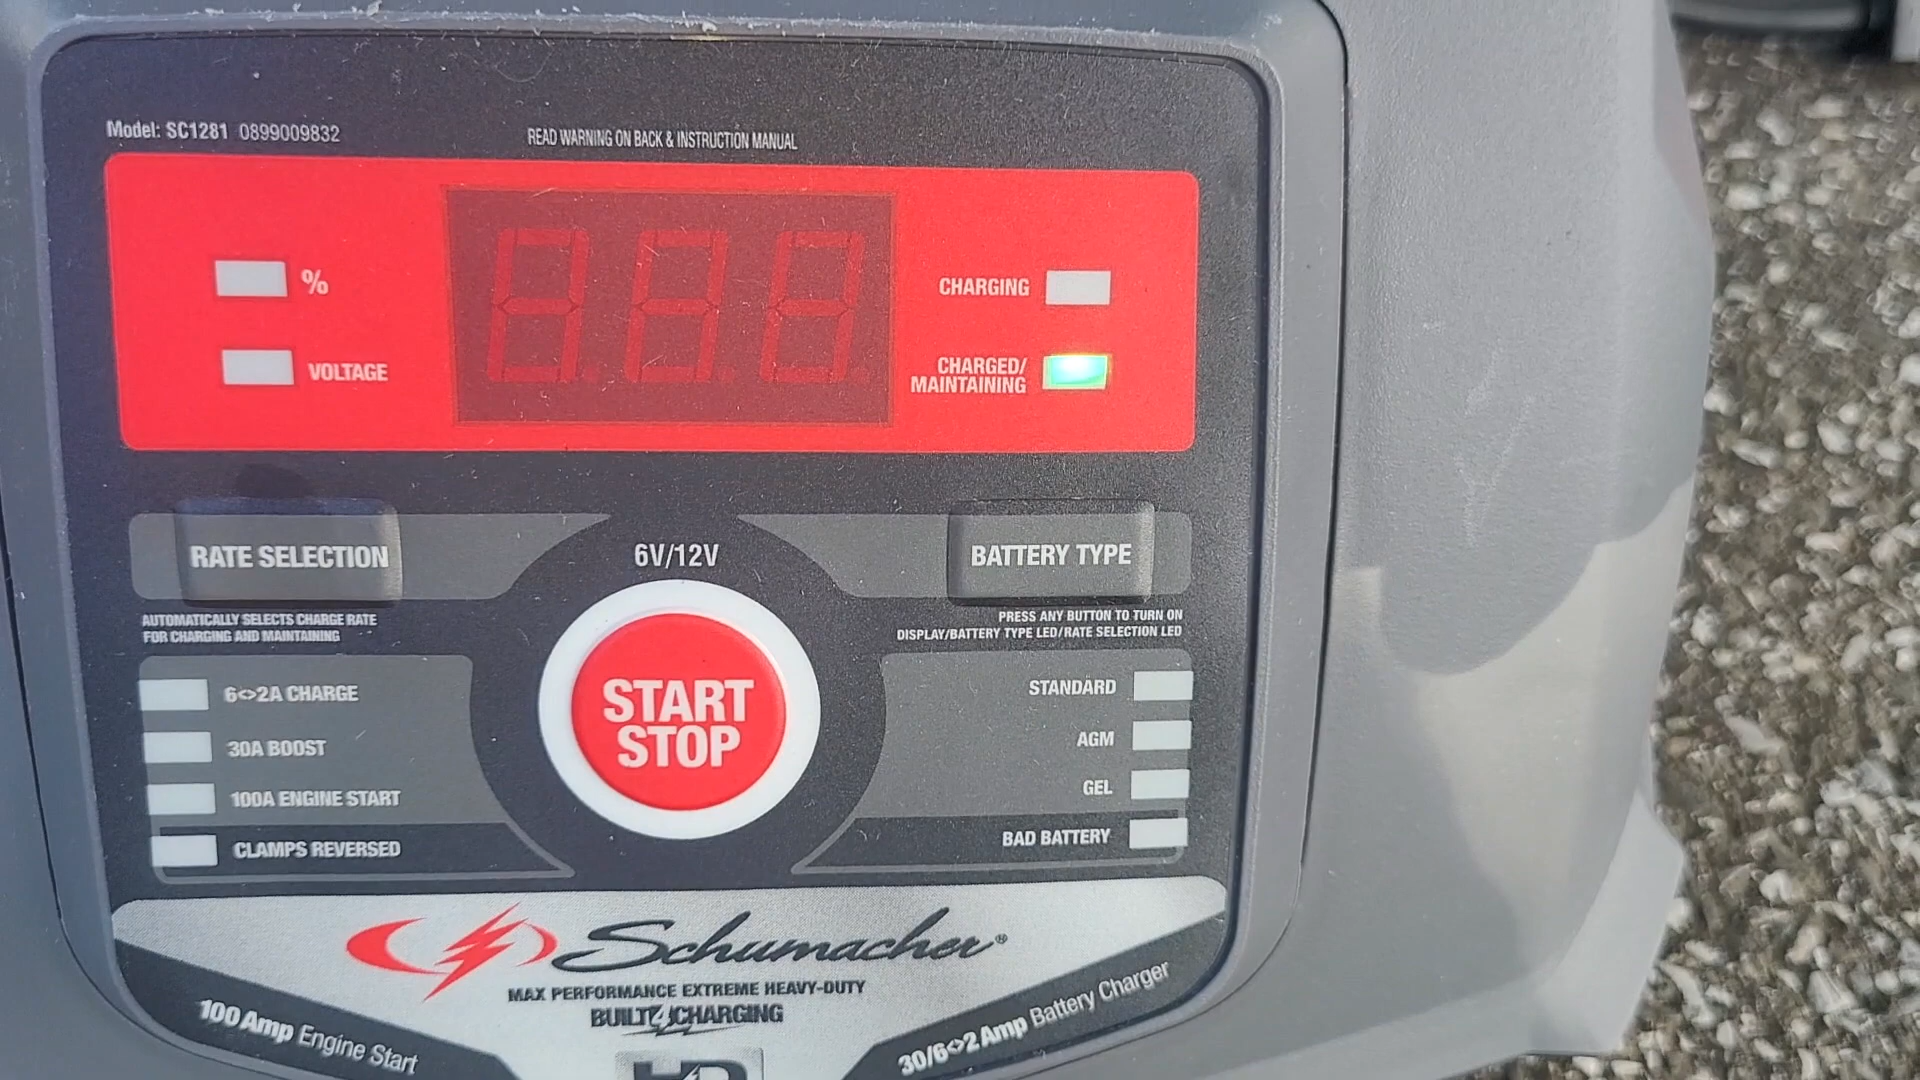 Model: SC1281 0899009832
READ WARNING ON BACK & INSTRUCTION MANUAL
%
VOLTAGE
CHARGING
CHARGED/
MAINTAINING
RATE SELECTION
6V/12V
BATTERY TYPE
AUTOMATICALLY SELECTS CHARGE RATE
FOR CHARGING AND MAINTAINING
PRESS ANY BUTTON TO TURN ON
DISPLAY/BATTERY TYPE LED/RATE SELECTION LED
6<>2A CHARGE
30A BOOST
100A ENGINE START
CLAMPS REVERSED
START
STOP
STANDARD
AGM
GEL
BAD BATTERY
Schumacher®
MAX PERFORMANCE EXTREME HEAVY-DUTY
CHARGING
100 Amp Engine Start
30/6<>2 Amp Battery Charger